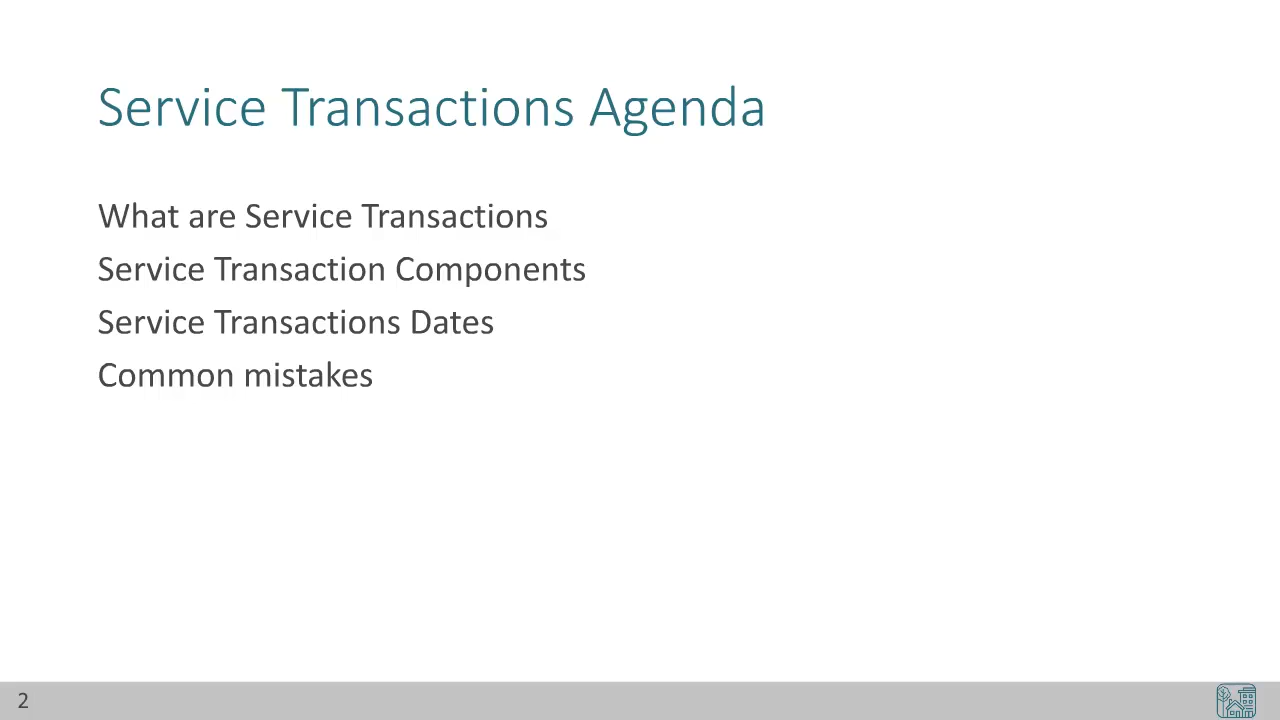 Service Transactions Agenda
What are Service Transactions
Service Transaction Components
Service Transactions Dates
Common mistakes
2